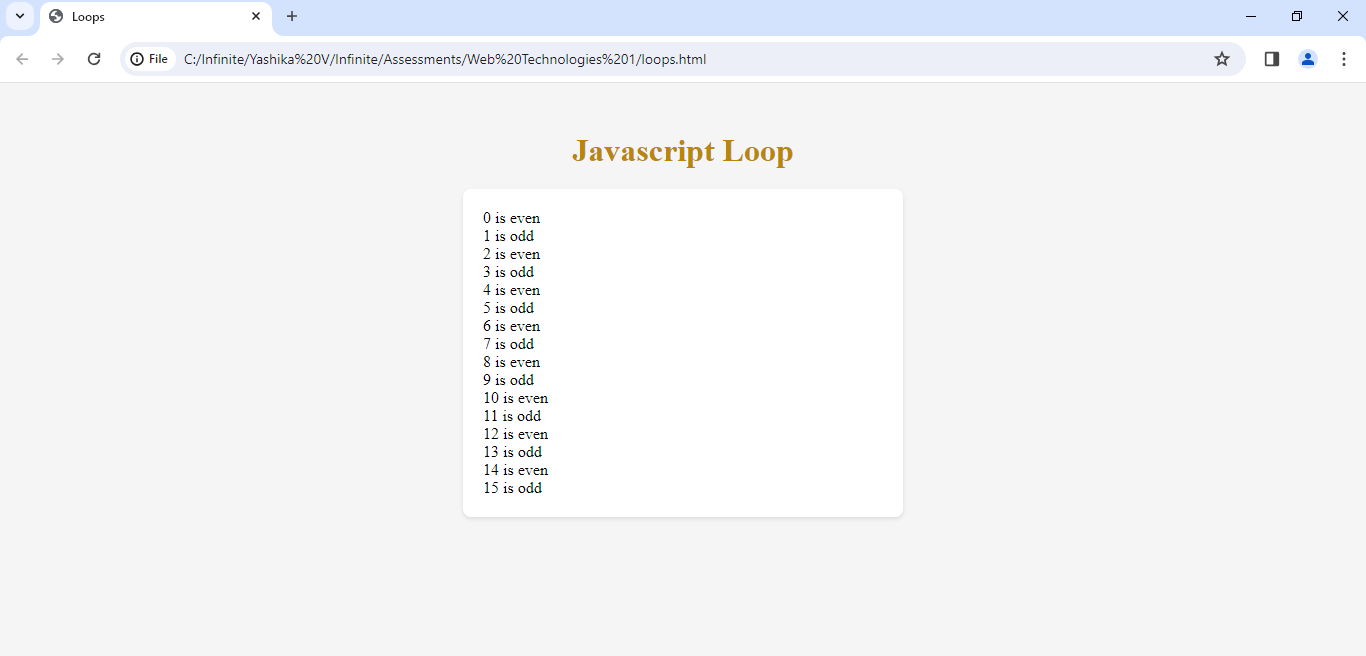 Loops
File
C:/Infinite/Yashika%20V/Infinite/Assessments/Web%20Technologies%201/loops.html
Javascript Loop
0 is even
1 is odd
2 is even
3 is odd
4 is even
5 is odd
6 is even
7 is odd
8 is even
9 is odd
10 is even
11 is odd
12 is even
13 is odd
14 is even
15 is odd